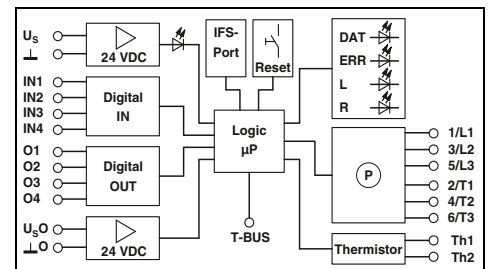 US
⊥
24 VDC
IFS-
Port
Reset
DAT
ERR
L
R
IN1
IN2
IN3
IN4
Digital
IN
Logic
µP
O1
O2
O3
O4
Digital
OUT
P
1/L1
3/L2
5/L3
2/T1
4/T2
6/T3
USO
⊥O
24 VDC
T-BUS
Thermistor
Th1
Th2